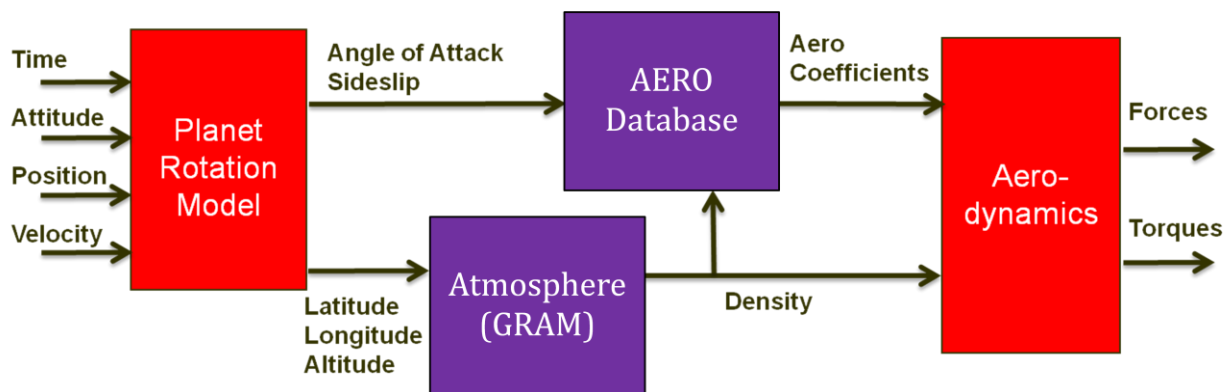 Time
Attitude
Position
Velocity
Planet
Rotation
Model
Angle of Attack
Sideslip
Latitude
Longitude
Altitude
AERO
Database
Atmosphere
(GRAM)
Aero
Coefficients
Density
Aero-
dynamics
Forces
Torques